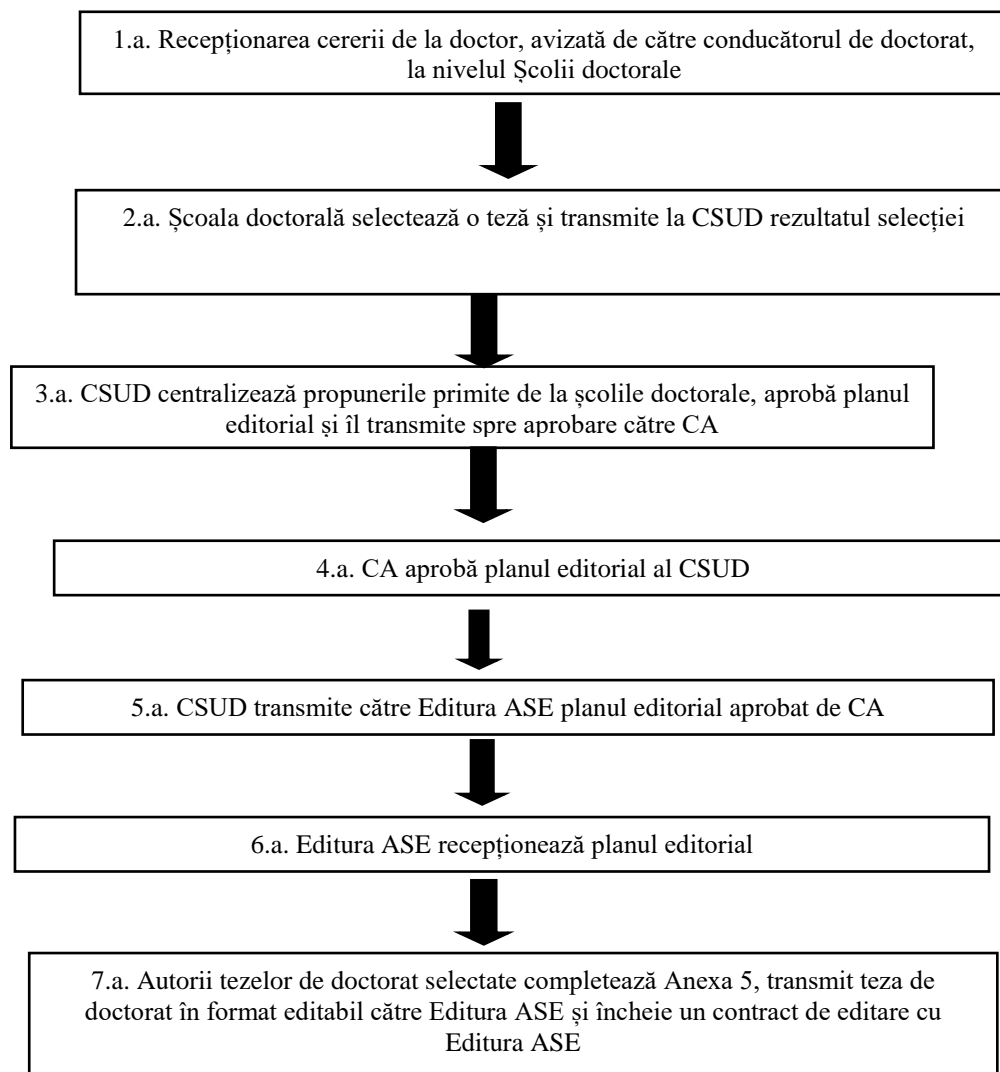 1.a. Recepționarea cererii de la doctor, avizată de către conducătorul de doctorat,
la nivelul Școlii doctorale
2.a. Școala doctorală selectează o teză și transmite la CSUD rezultatul selecției
3.a. CSUD centralizează propunerile primite de la școlile doctorale, aprobă planul
editorial și îl transmite spre aprobare către CA
4.a. CA aprobă planul editorial al CSUD
5.a. CSUD transmite către Editura ASE planul editorial aprobat de CA
6.a. Editura ASE recepționează planul editorial
7.a. Autorii tezelor de doctorat selectate completează Anexa 5, transmit teza de
doctorat în format editabil către Editura ASE și încheie un contract de editare cu
Editura ASE